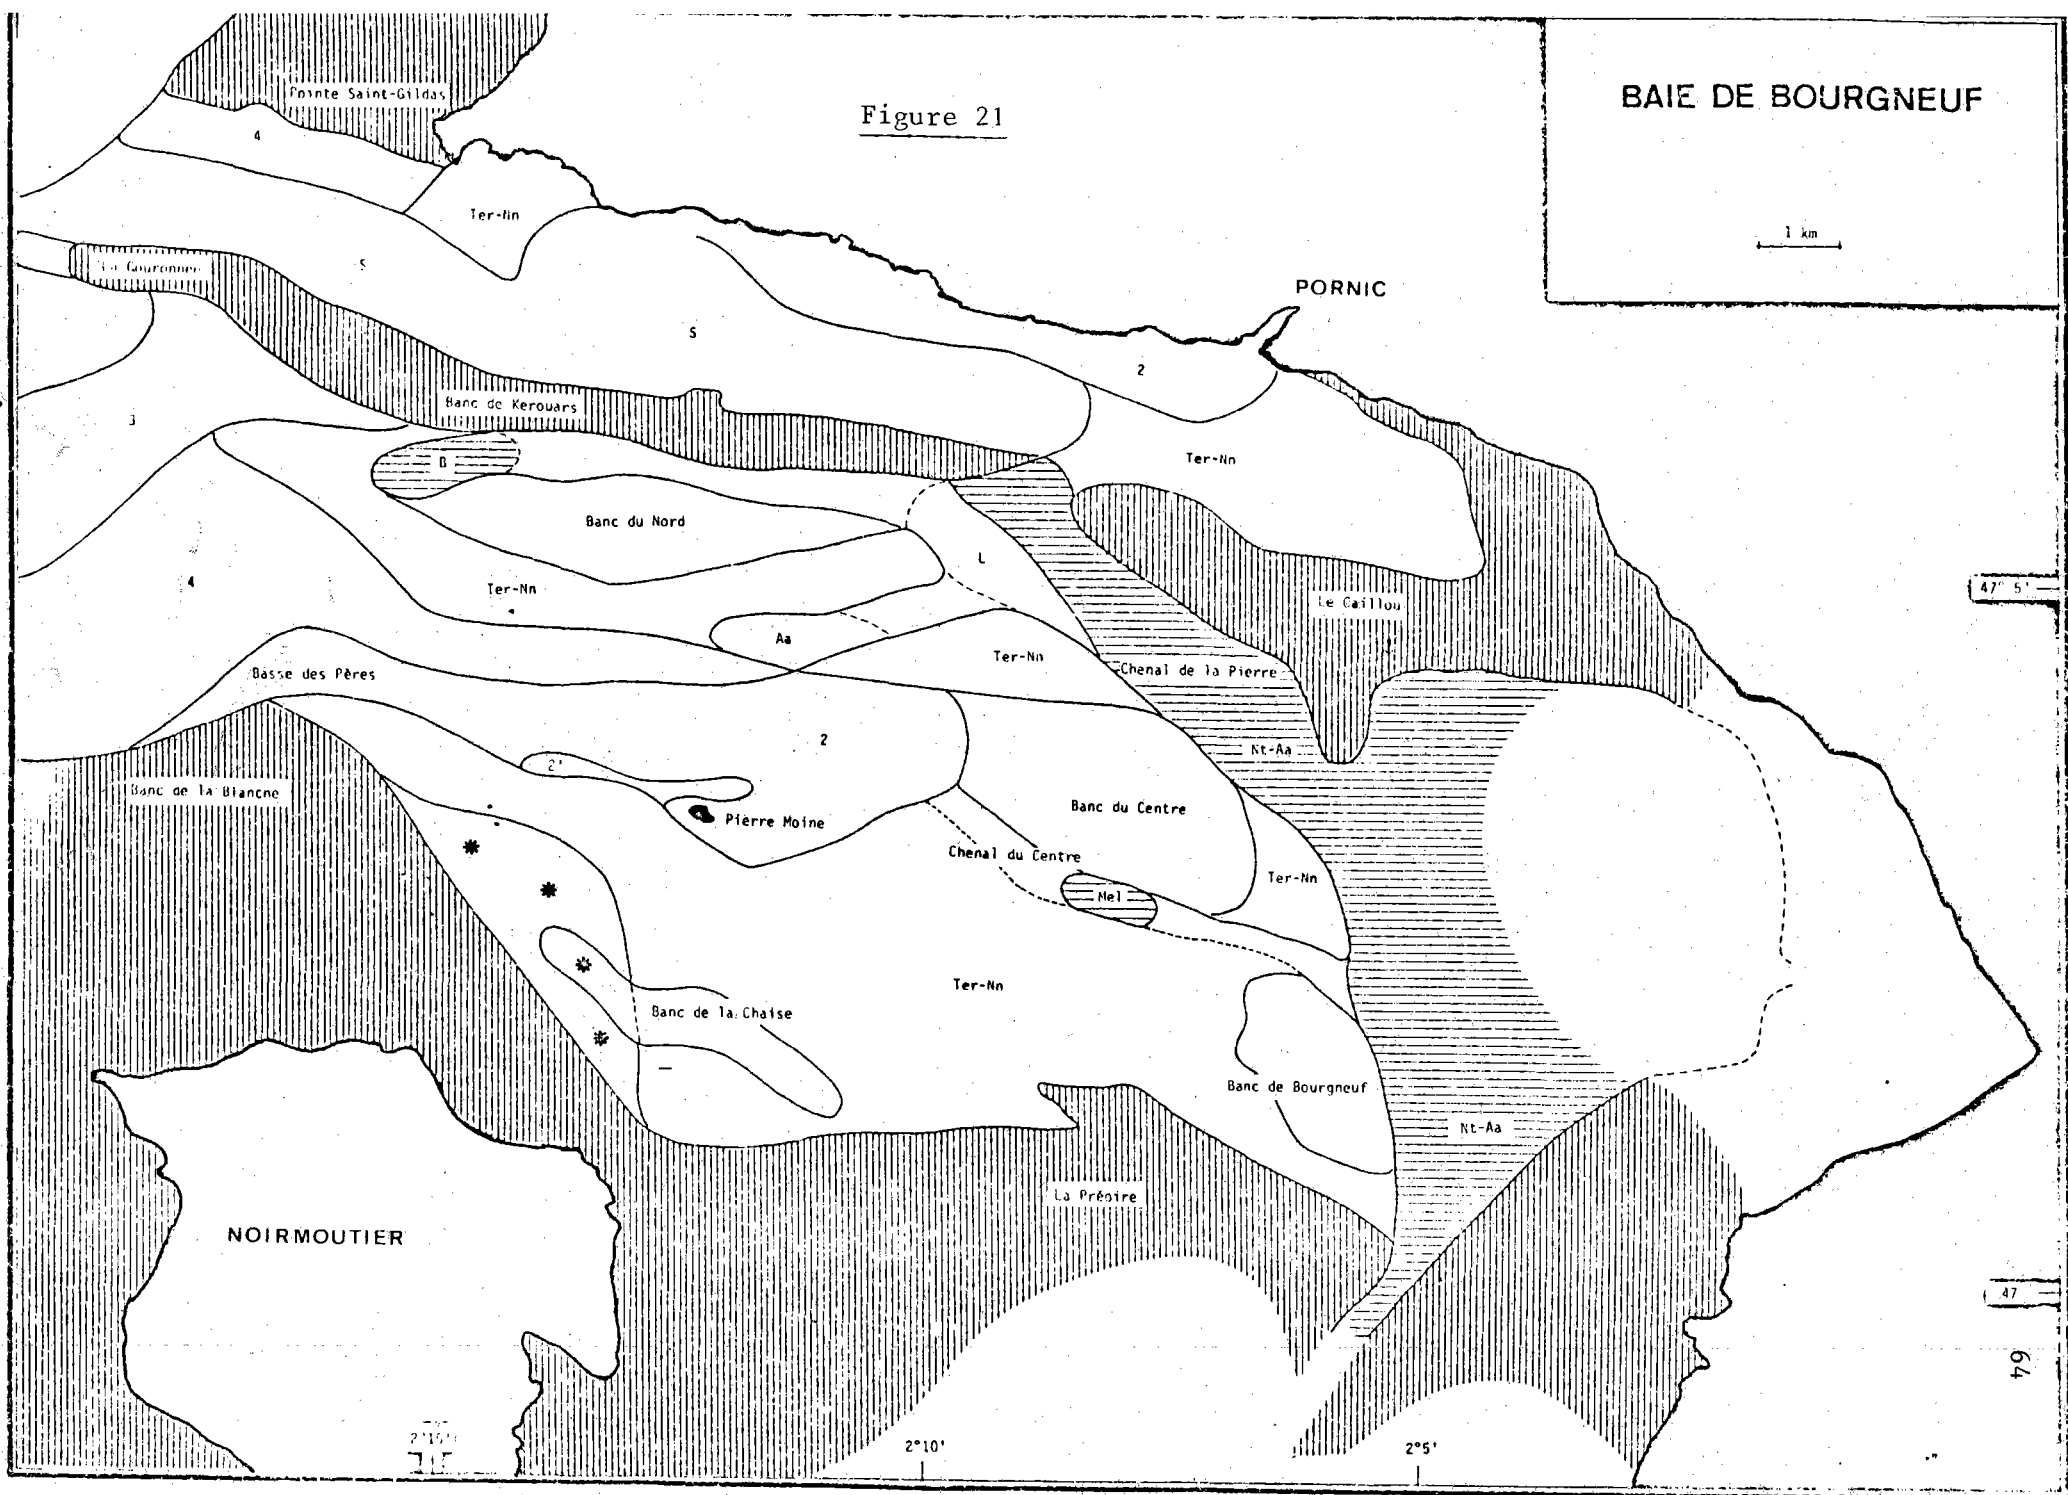 BAIE DE BOURGNEUF
1 km
Figure 21
Pointe Saint-Gildas
4
Ter-Nn
5
PORNIC
S
2
Banc de Kerouars
3
B
Ter-Nn
Banc du Nord
L
4
Ter-Nn
47° 5'
Le Caillou
Aa
Ter-Nn
Chenal de la Pierre
Basse des Pères
2
Nt-Aa
2'
Banc de la Blanche
Banc du Centre
Pierre Moine
Chenal du Centre
Ter-Nn
Mel
Ter-Nn
Banc de la Chaise
Banc de Bourgneuf
Nt-Aa
La Préoire
NOIRMOUTIER
47
64
2°10'
2°5'